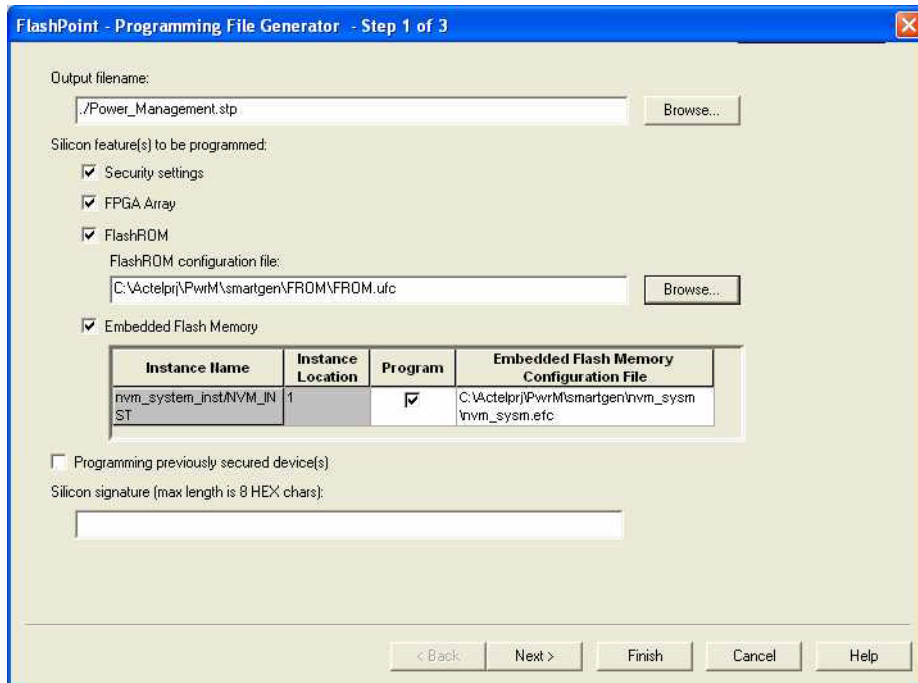 FlashPoint - Programming File Generator - Step 1 of 3
Output filename:
./Power_Management.stp
Browse...
Silicon feature(s) to be programmed:
Security settings
FPGA Array
FlashROM
FlashROM configuration file:
C:\Actelprj\PwrM\smartgen\FROM\FROM.ufc
Browse...
Embedded Flash Memory
Instance Name
Instance
Location
Program
Embedded Flash Memory
Configuration File
nvm_system_inst/NVM_IN
ST
1
C:\Actelprj\PwrM\smartgen\nvm_sysm
\nvm_sysm.efc
Programming previously secured device(s)
Silicon signature (max length is 8 HEX chars):
< Back
Next >
Finish
Cancel
Help